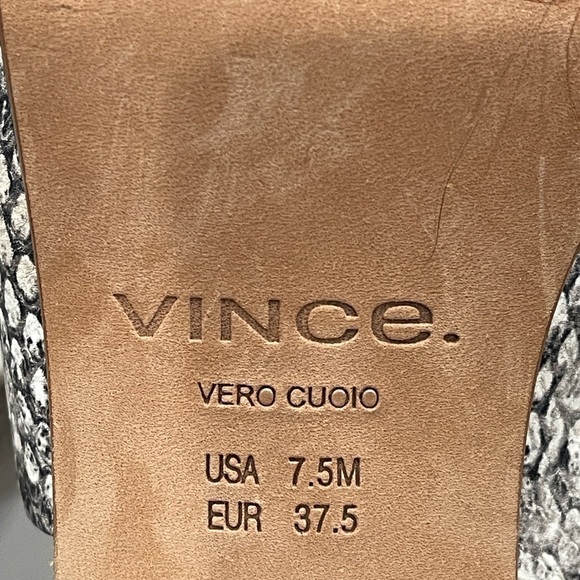 VINCe.
VERO CUOIO
USA 7.5M
EUR 37.5